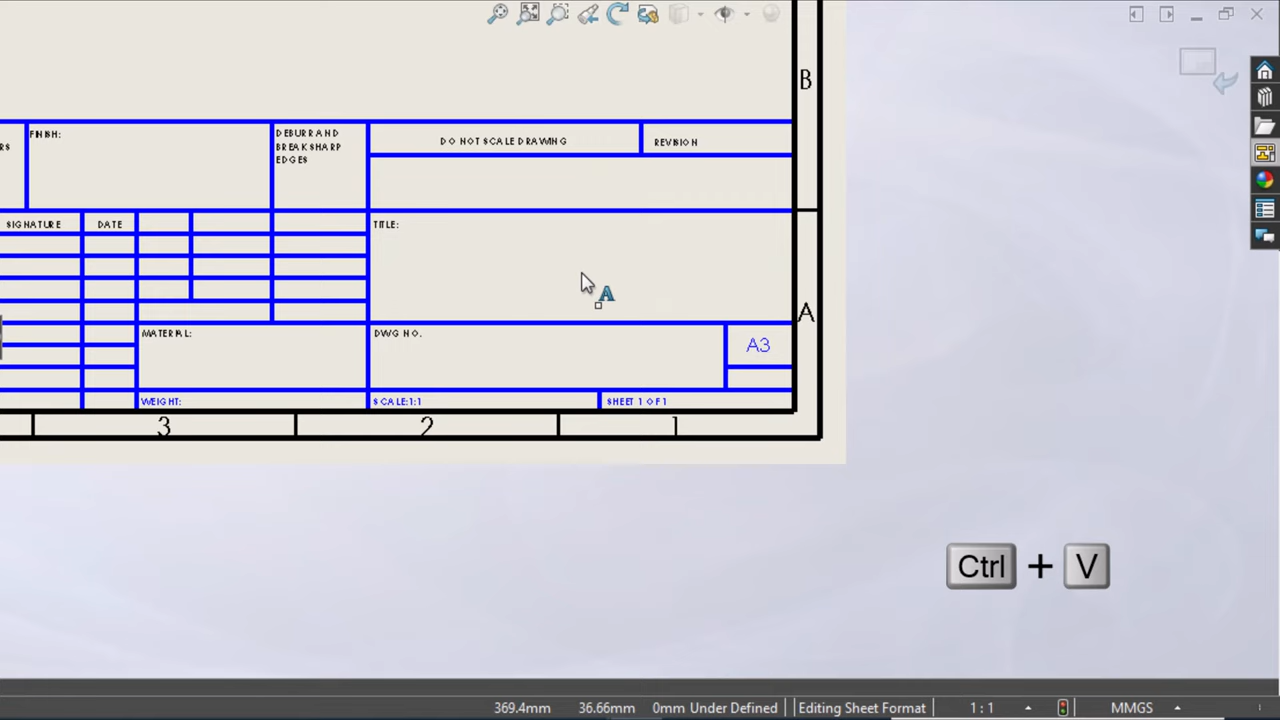 B
RS
FINISH:
DEBURR AND
BREAK SHARP
EDGES
DO NOT SCALE DRAWING
REVISION
SIGNATURE
DATE
TITLE:
A
A
MATERIAL:
DWG NO.
A3
WEIGHT:
SCALE:1:1
SHEET 1 OF 1
3
2
1
Ctrl + V
369.4mm 36.66mm 0mm Under Defined Editing Sheet Format 1 : 1 MMGS